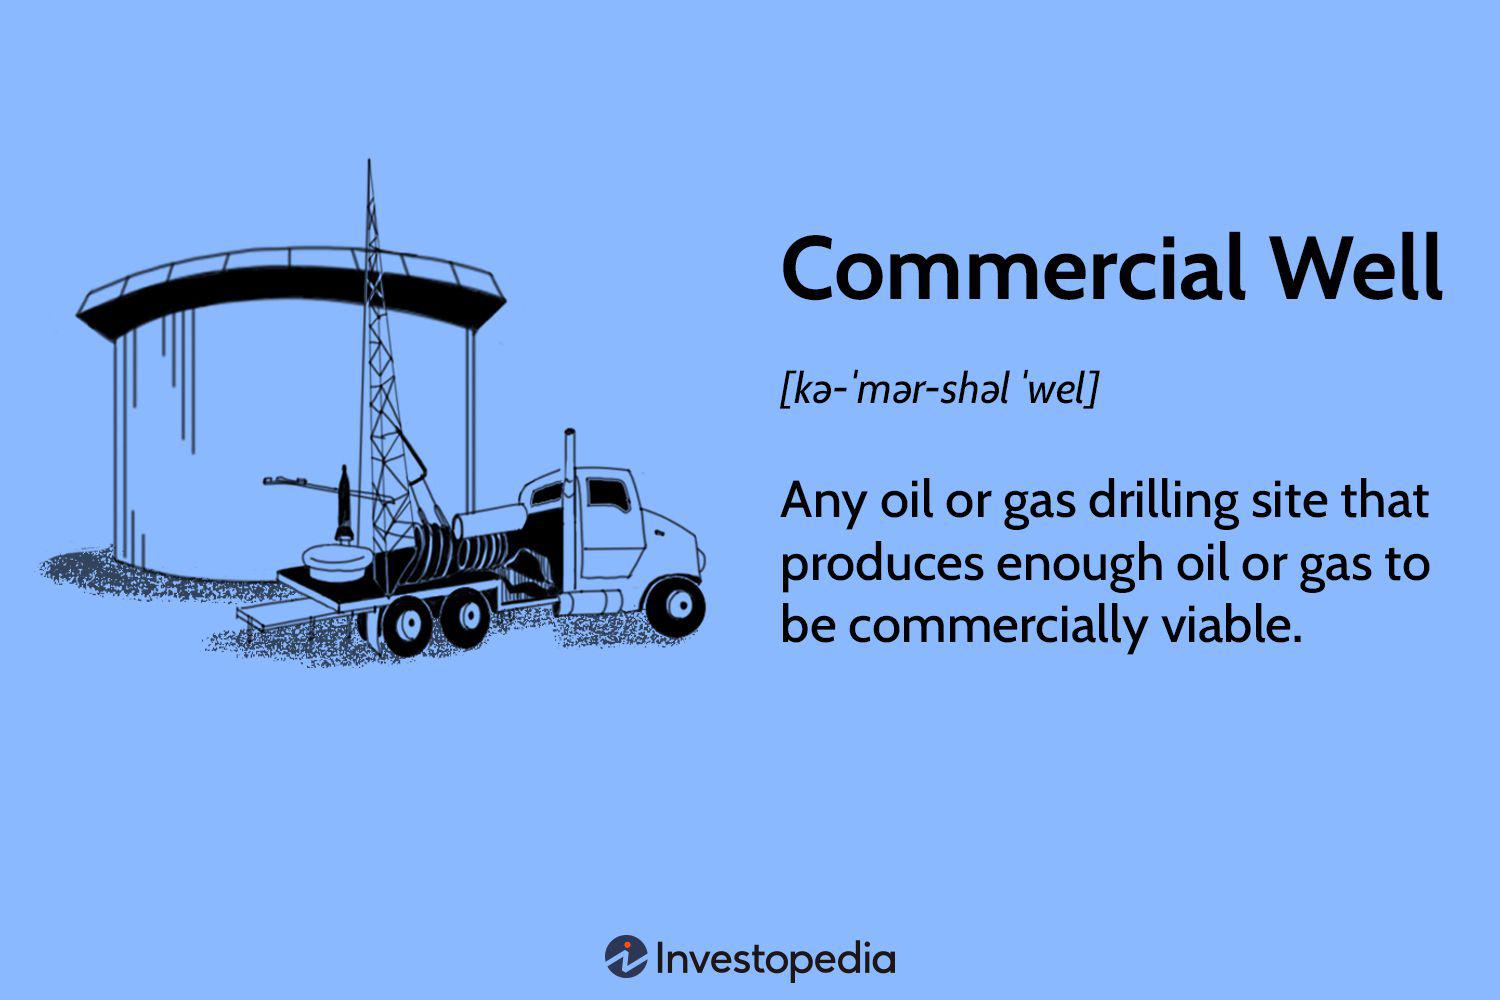 Commercial Well
[kə-ˈmər-shəl ˈwel]
Any oil or gas drilling site that
produces enough oil or gas to
be commercially viable.
Investopedia